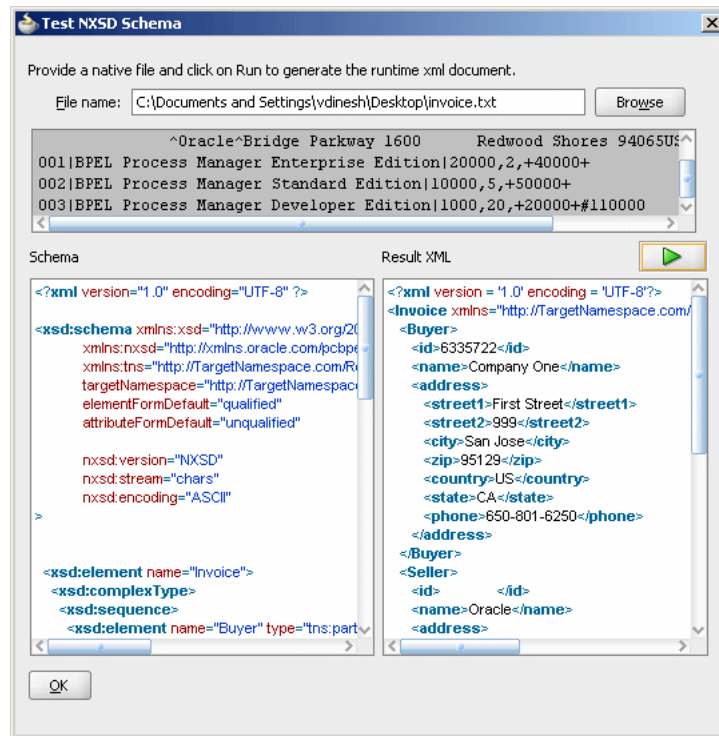 Test NXSD Schema
Provide a native file and click on Run to generate the runtime xml document.
File name: C:\Documents and Settings\vdinesh\Desktop\invoice.txt Browse
^Oracle^Bridge Parkway 1600 Redwood Shores 94065US
001|BPEL Process Manager Enterprise Edition|20000,2,+40000+
002|BPEL Process Manager Standard Edition|10000,5,+50000+
003|BPEL Process Manager Developer Edition|1000,20,+20000+#110000
Schema
<?xml version="1.0" encoding="UTF-8" ?>
<xsd:schema xmlns:xsd="http://www.w3.org/20
xmlns:nxsd="http://xmlns.oracle.com/pcbpe
xmlns:tns="http://TargetNamespace.com/R
targetNamespace="http://TargetNamespac
elementFormDefault="qualified"
attributeFormDefault="unqualified"
nxsd:version="NXSD"
nxsd:stream="chars"
nxsd:encoding="ASCII"
>
<xsd:element name="Invoice">
<xsd:complexType>
<xsd:sequence>
<xsd:element name="Buyer" type="tns:part
Result XML
<?xml version = '1.0' encoding = 'UTF-8'?>
<Invoice xmlns="http://TargetNamespace.com/
<Buyer>
<id>6335722</id>
<name>Company One</name>
<address>
<street1>First Street</street1>
<street2>999</street2>
<city>San Jose</city>
<zip>95129</zip>
<country>US</country>
<state>CA</state>
<phone>650-801-6250</phone>
</address>
</Buyer>
<Seller>
<id> </id>
<name>Oracle</name>
<address>
OK